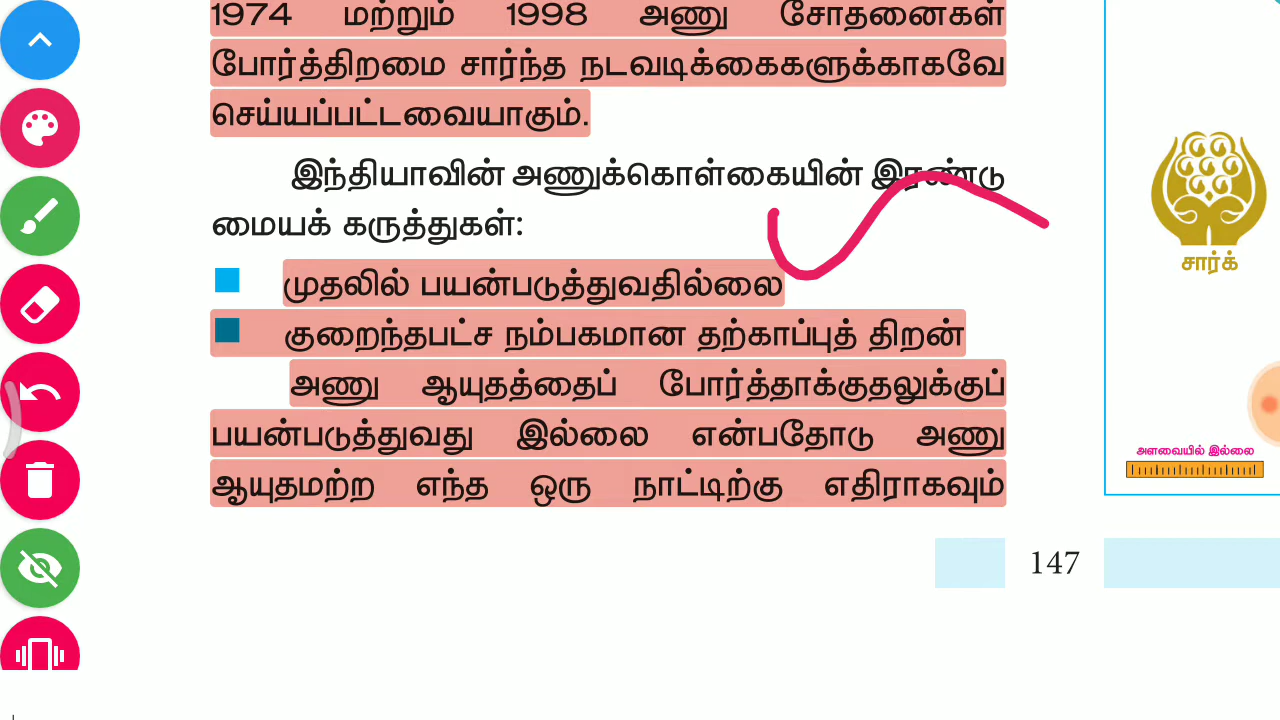 1974 மற்றும் 1998 அணு சோதனைகள்
போர்த்திறமை சார்ந்த நடவடிக்கைகளுக்காகவே
செய்யப்பட்டவையாகும்.
இந்தியாவின் அணுக்கொள்கையின் இரண்டு
மையக் கருத்துகள்:
முதலில் பயன்படுத்துவதில்லை
குறைந்தபட்ச நம்பகமான தற்காப்புத் திறன்
அணு ஆயுதத்தைப் போர்த்தாக்குதலுக்குப்
பயன்படுத்துவது இல்லை என்பதோடு அணு
ஆயுதமற்ற எந்த ஒரு நாட்டிற்கு எதிராகவும்
சார்க்
அளவையில் இல்லை
147